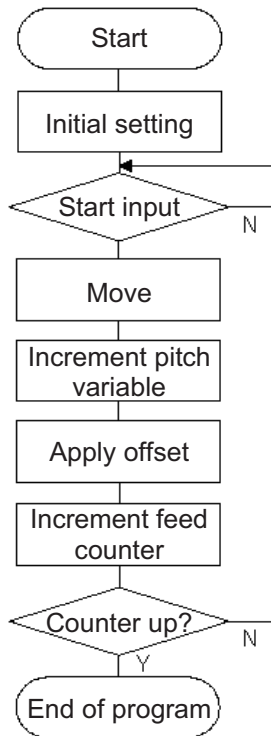 Start
Initial setting
Start input
N
Move
Increment pitch
variable
Apply offset
Increment feed
counter
Counter up?
N
Y
End of program